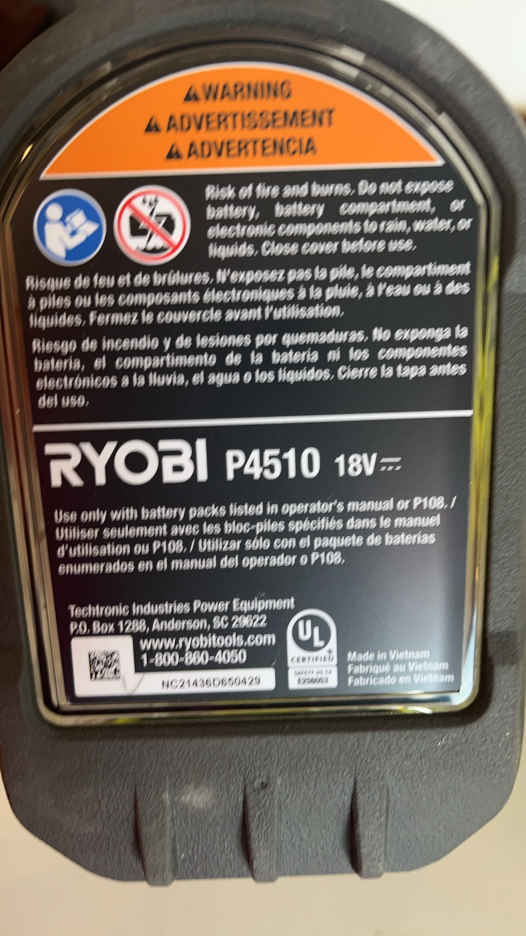 WARNING
ADVERTISSEMENT
ADVERTENCIA
Risk of fire and burns. Do not expose
battery, battery compartment, or
electronic components to rain, water, or
liquids. Close cover before use.
Risque de feu et de brûlures. N'exposez pas la pile, le compartiment
à piles ou les composants électroniques à la pluie, à l'eau ou à des
liquides. Fermez le couvercle avant l'utilisation.
Riesgo de incendio y de lesiones por quemaduras. No exponga la
batería, el compartimento de la batería ni los componentes
electrónicos a la lluvia, el agua o los líquidos. Cierre la tapa antes
del uso.
RYOBI P4510 18V
Use only with battery packs listed in operator's manual or P108. /
Utiliser seulement avec les bloc-piles spécifiés dans le manuel
d'utilisation ou P108. / Utilizar sólo con el paquete de baterías
enumerados en el manual del operador o P108.
Techtronic Industries Power Equipment
P.O. Box 1288, Anderson, SC 29622
www.ryobitools.com
1-800-860-4050
NC21436D650429
UL
CERTIFIED
Made in Vietnam
Fabriqué au Vietnam
Fabricado en Vietnam